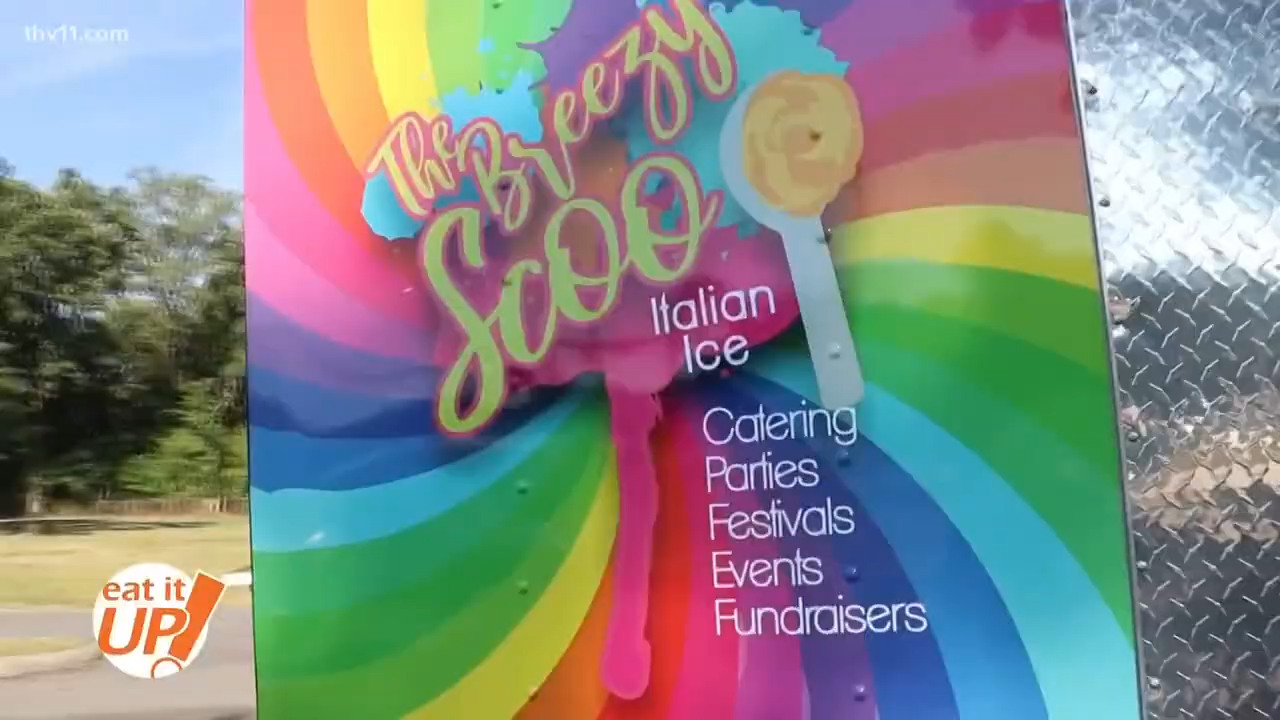 thv11.com
The Breezy
Scoo
Italian
Ice
Catering
Parties
Festivals
Events
Fundraisers
eat it
UP!